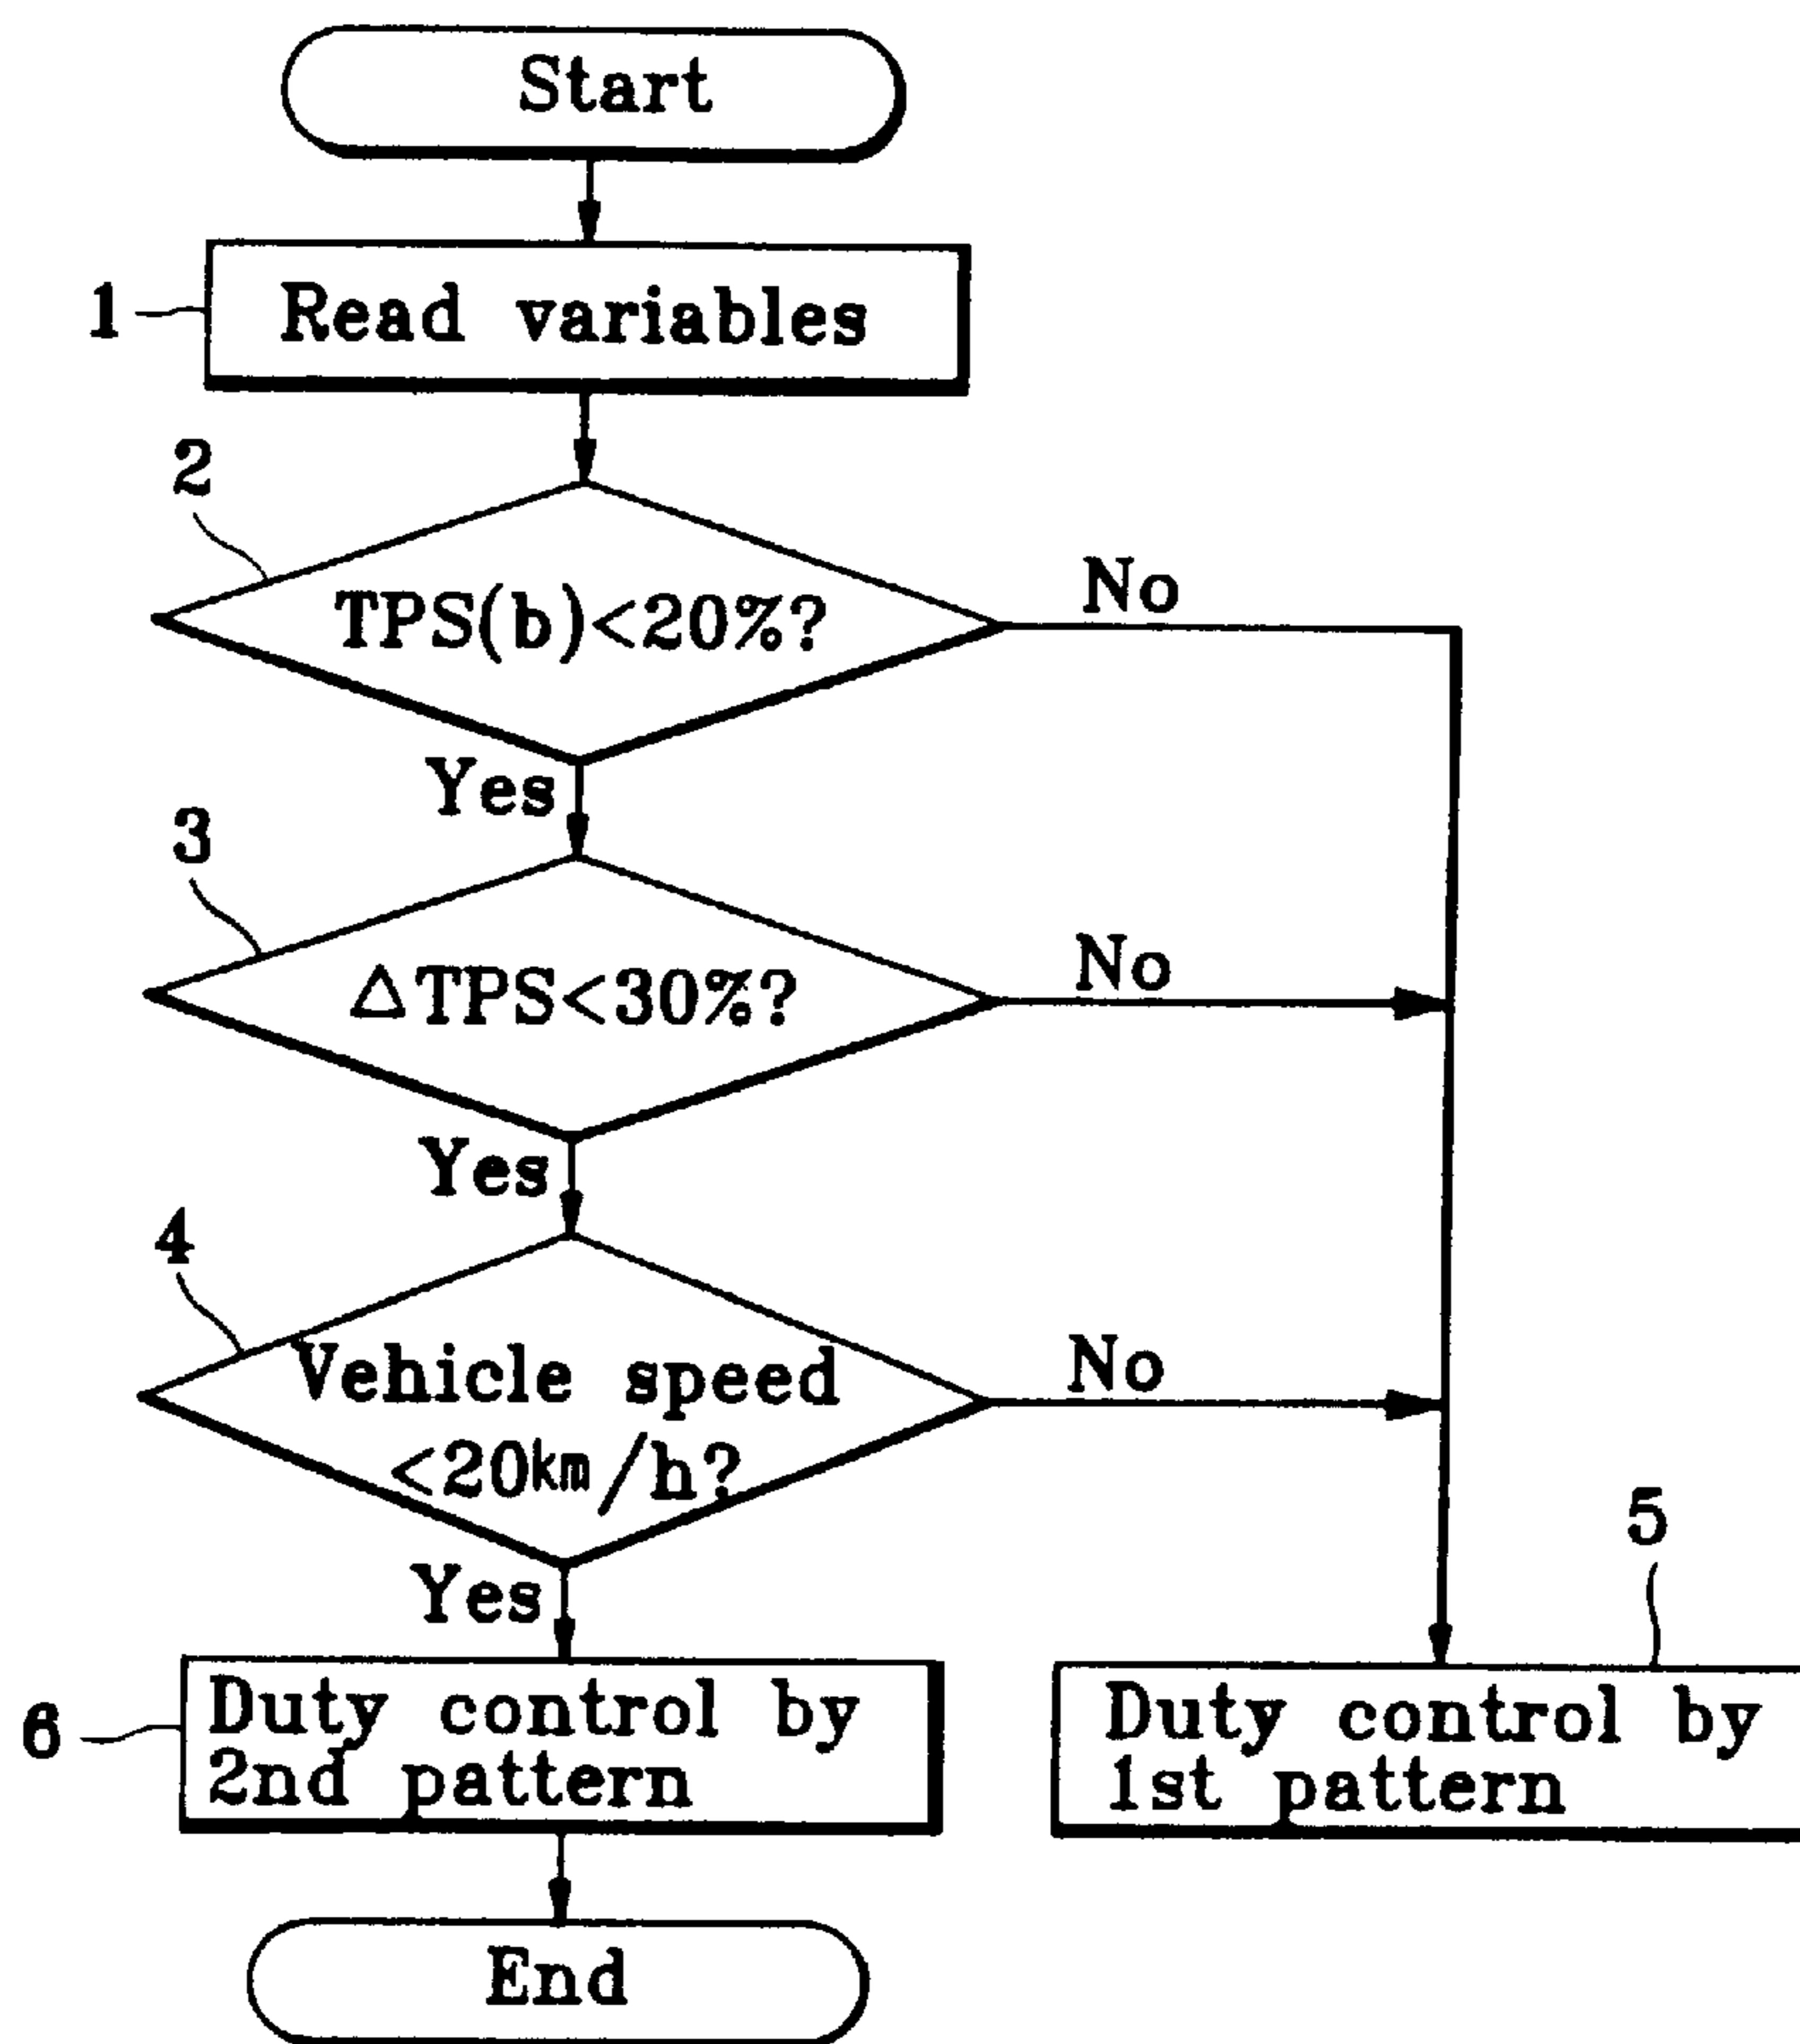 Start
1
Read variables
2
TPS(b)<20%?
No
Yes
3
△TPS<30%?
No
Yes
4
Vehicle speed
<20km/h?
No
Yes
5
6
Duty control by
2nd pattern
Duty control by
1st pattern
End